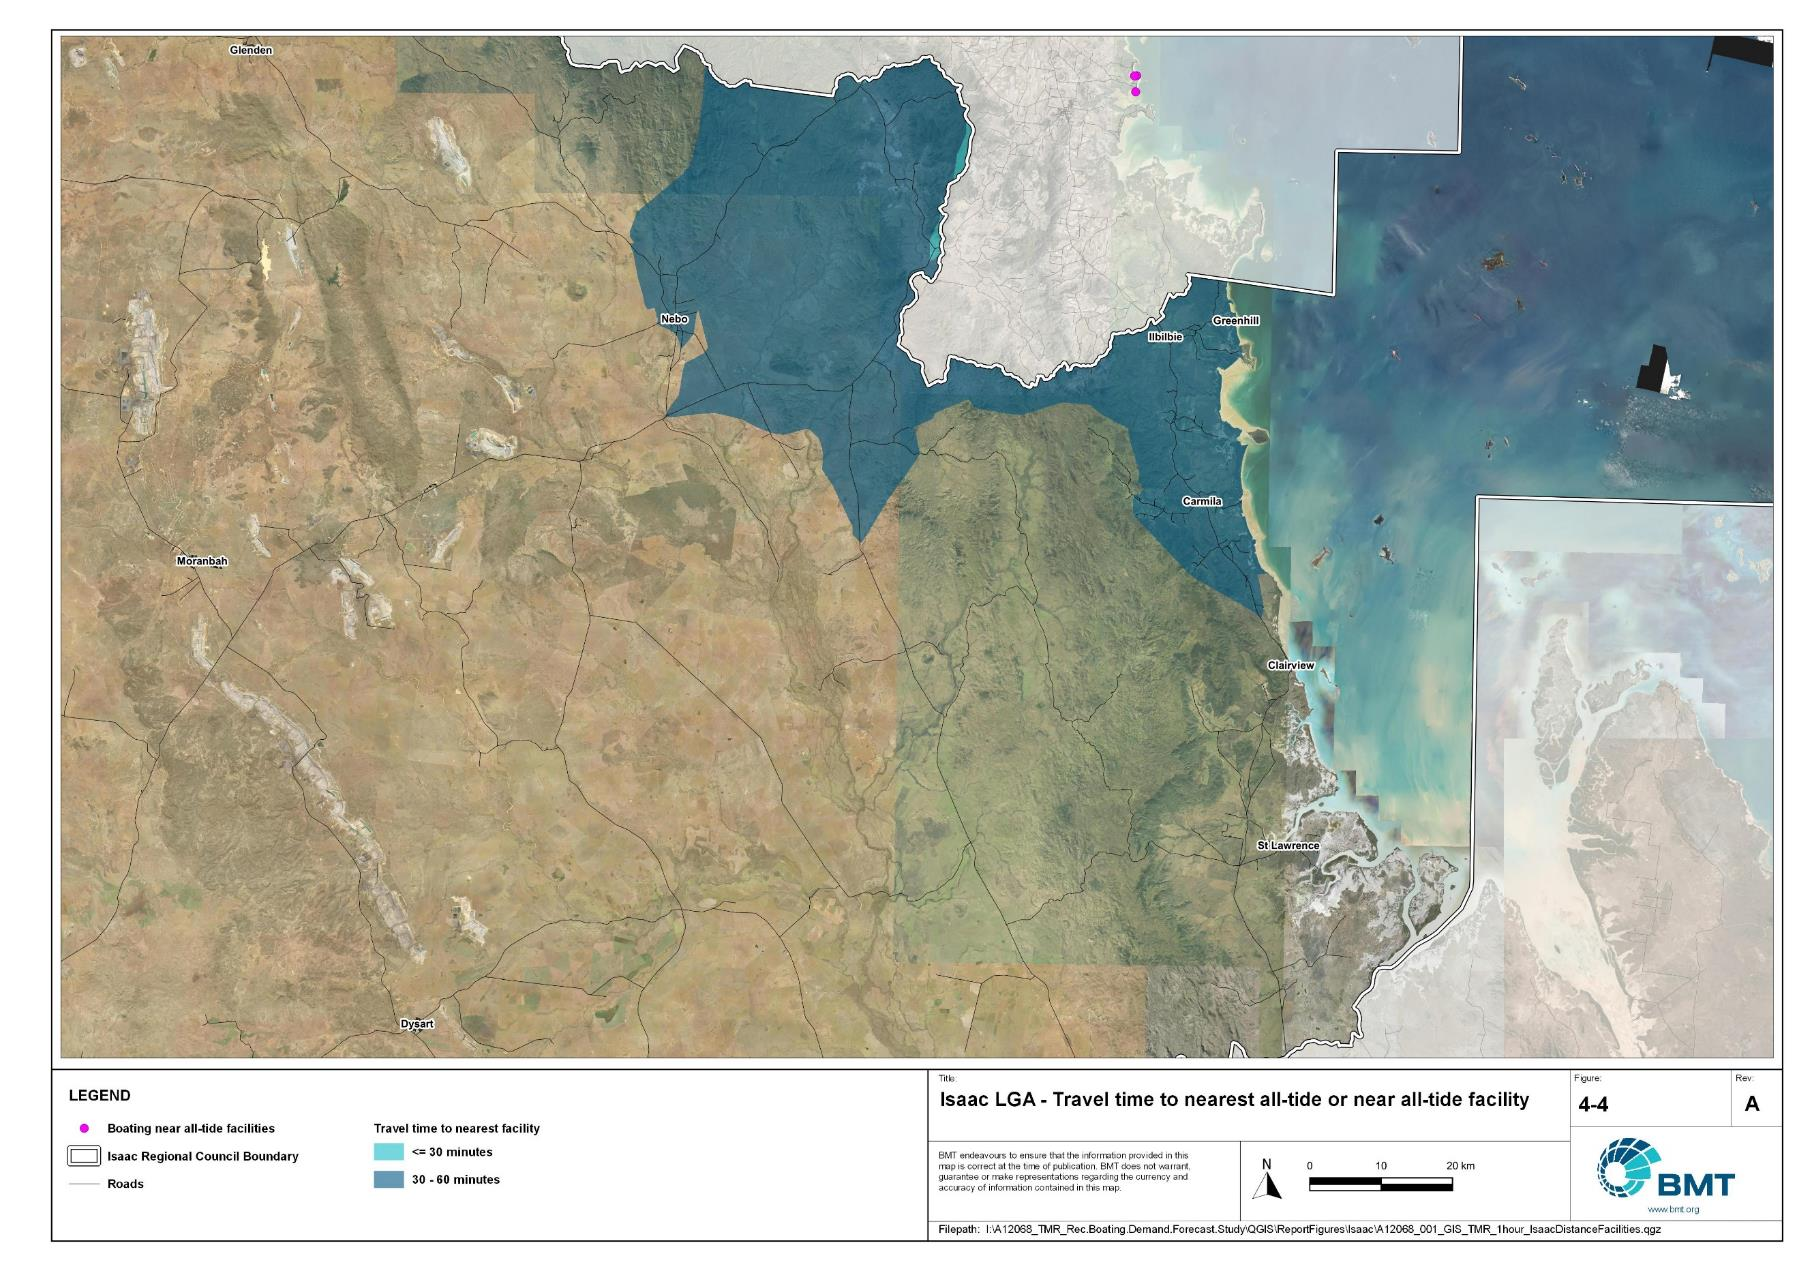 Glenden
Nebo
Greenhill
Ilbilbie
Carmila
Moranbah
Clairview
St Lawrence
Dysart
LEGEND
Boating near all-tide facilities
Isaac Regional Council Boundary
Roads
Travel time to nearest facility
<= 30 minutes
30 - 60 minutes
Title:
Isaac LGA - Travel time to nearest all-tide or near all-tide facility
Figure:
4-4
Rev:
A
BMT endeavours to ensure that the information provided in this
map is correct at the time of publication. BMT does not warrant,
guarantee or make representations regarding the currency and
accuracy of information contained in this map.
N
0 10 20 km
BMT
www.bmt.org
Filepath: I:\A12068_TMR_Rec.Boating.Demand.Forecast.Study\QGIS\ReportFigures\Isaac\A12068_001_GIS_TMR_1hour_IsaacDistanceFacilities.qgz